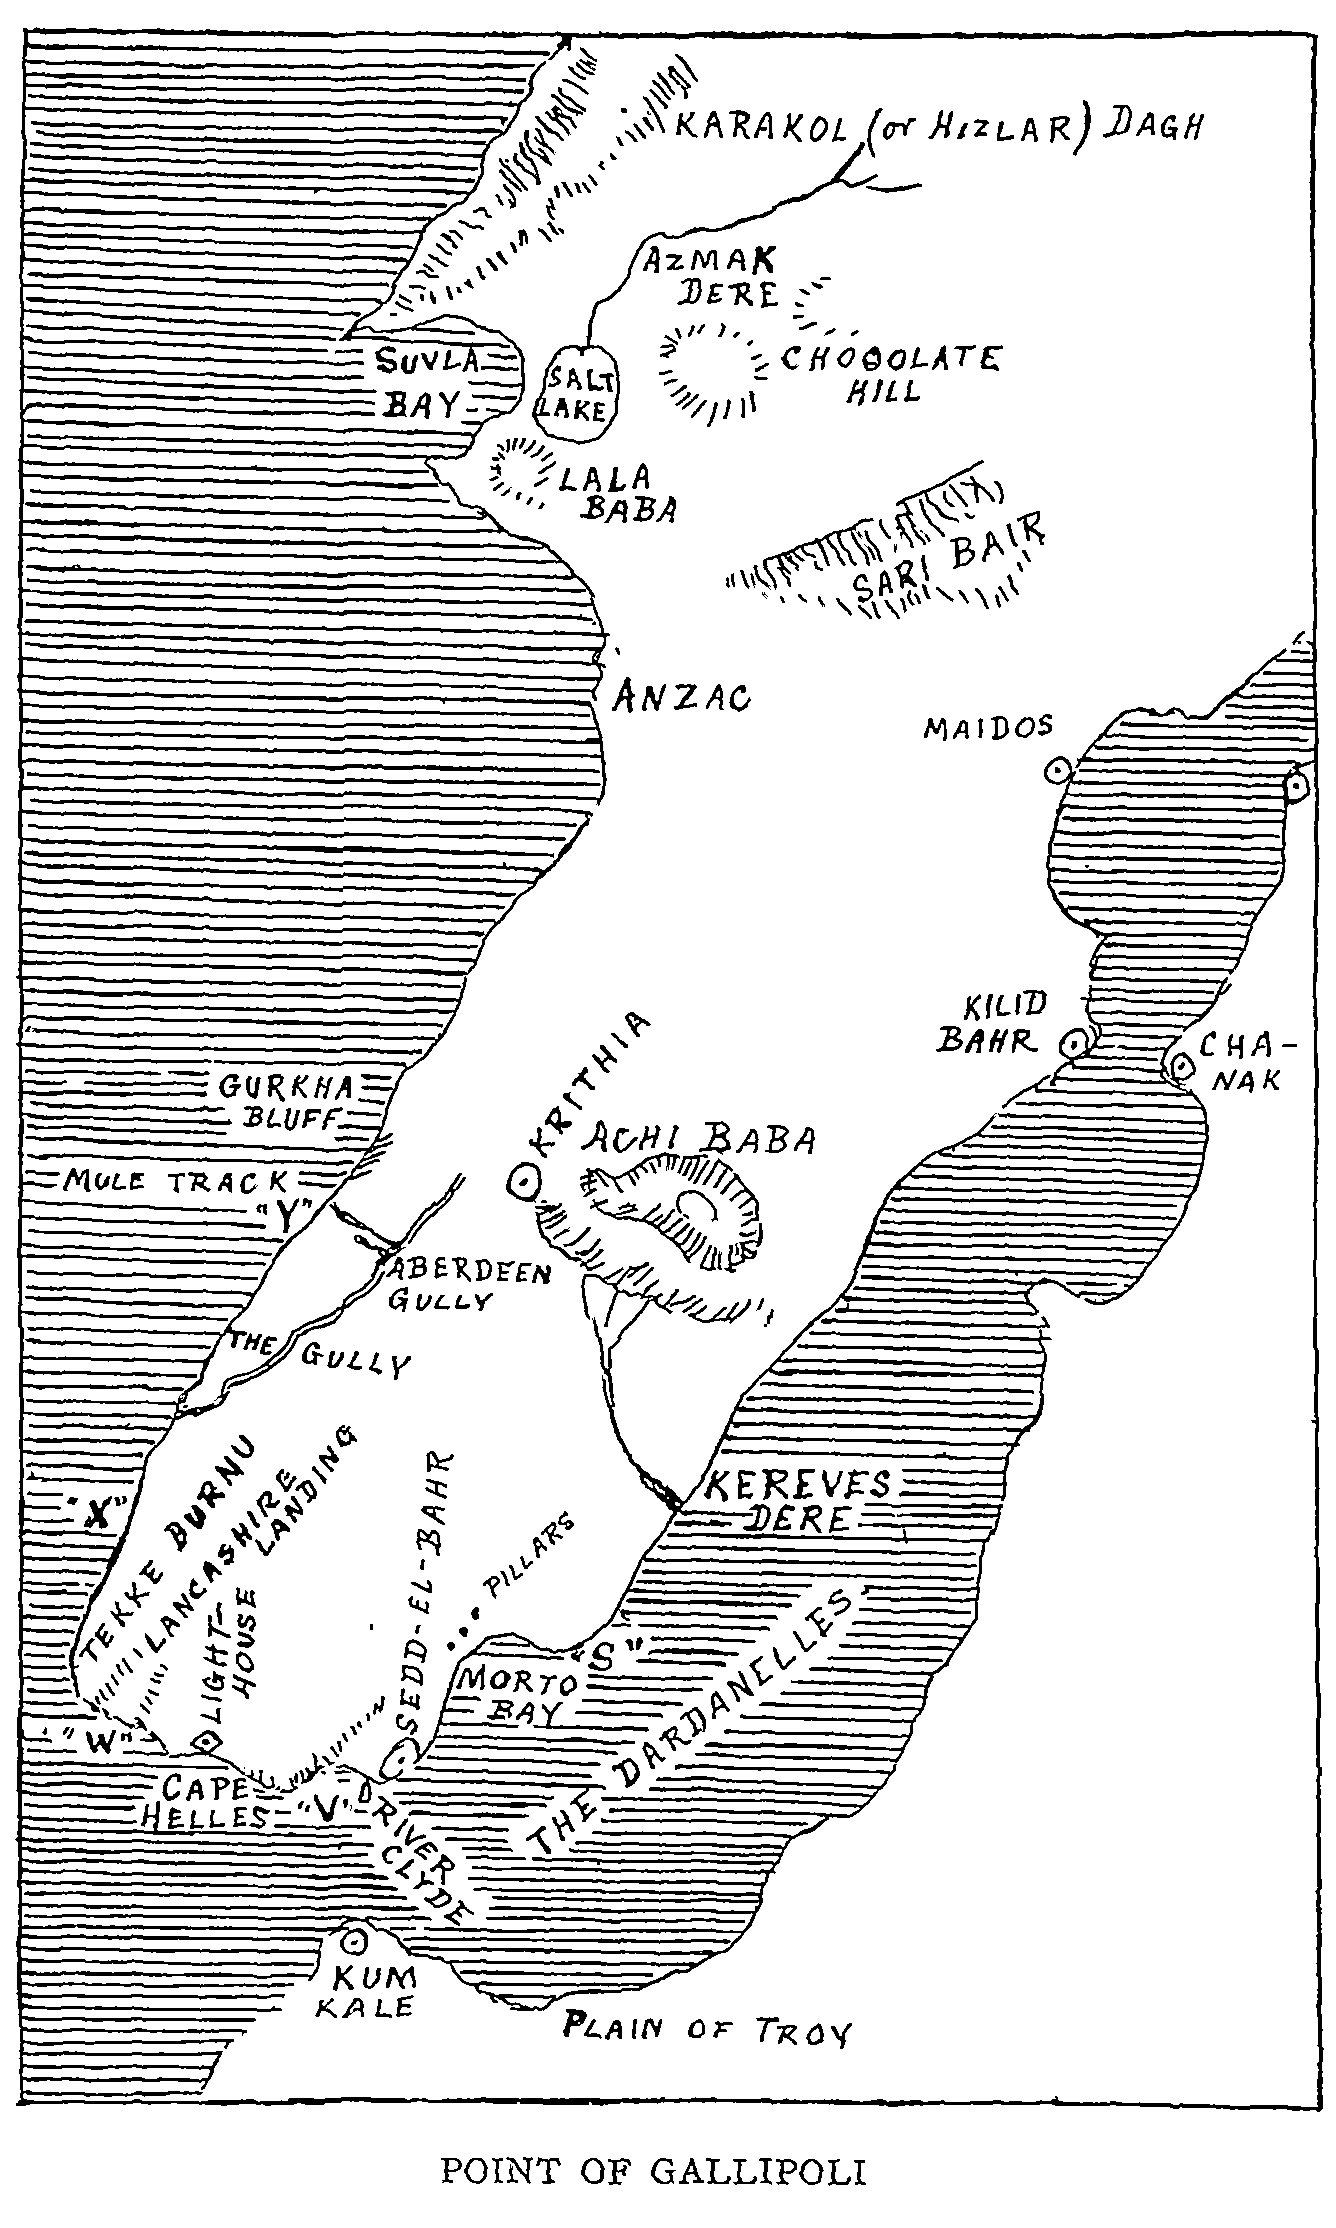 KARAKOL (or HIZLAR) DAGH
AZMAK
DERE
SUVLA
BAY
SALT
LAKE
CHOCOLATE
HILL
LALA
BABA
SARI BAIR
ANZAC
MAIDOS
KILID
BAHR
CHA-
NAK
GURKHA
BLUFF
KRITHIA
ACHI BABA
MULE TRACK
"Y"
ABERDEEN
GULLY
THE GULLY
"X"
TEKKE BURNU
LANCASHIRE
LANDING
LIGHT-
HOUSE
SEDD-EL-BAHR
PILLARS
KEREVES
DERE
"S"
MORTO
BAY
THE DARDANELLES
"W"
CAPE
HELLES
"V"
RIVER
CLYDE
KUM
KALE
PLAIN OF TROY
POINT OF GALLIPOLI